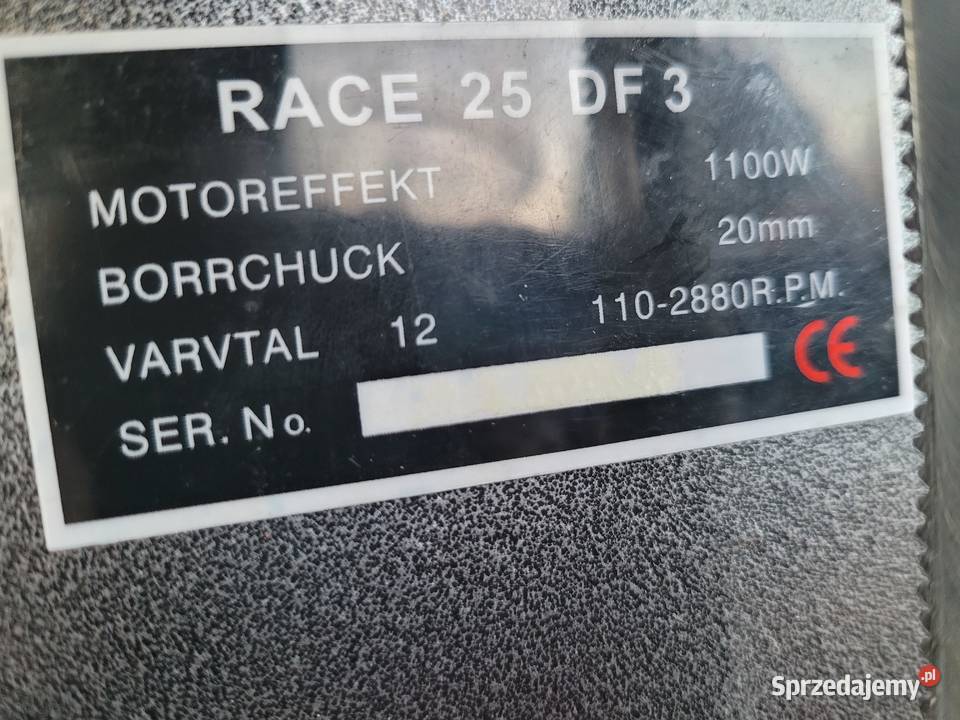 RACE 25 DF 3
MOTOREFFEKT 1100W
BORRCHUCK 20mm
VARVTAL 12 110-2880R.P.M.
SER. No. CE
Sprzedajemy.pl